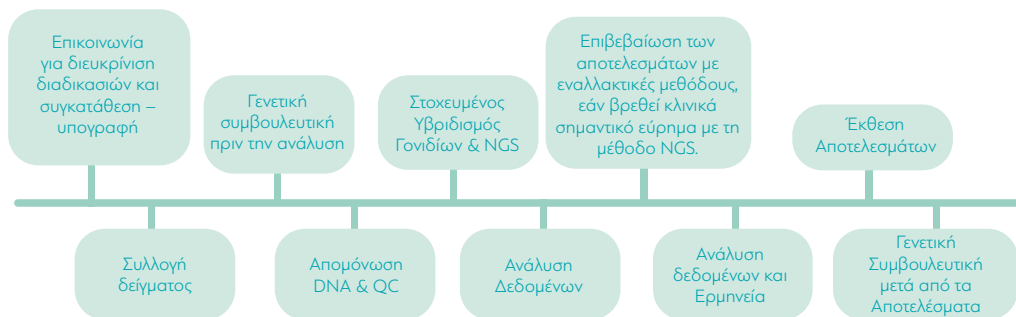 Επικοινωνία
για διευκρίνιση
διαδικασιών και
συγκατάθεση –
υπογραφή
Συλλογή
δείγματος
Γενετική
συμβουλευτική
πριν την ανάλυση
Απομόνωση
DNA & QC
Στοχευμένος
Υβριδισμός
Γονιδίων & NGS
Ανάλυση
Δεδομένων
Επιβεβαίωση των
αποτελεσμάτων με
εναλλακτικές μεθόδους,
εάν βρεθεί κλινικά
σημαντικό εύρημα με τη
μέθοδο NGS.
Ανάλυση
δεδομένων και
Ερμηνεία
Έκθεση
Αποτελεσμάτων
Γενετική
Συμβουλευτική
μετά από τα
Αποτελέσματα